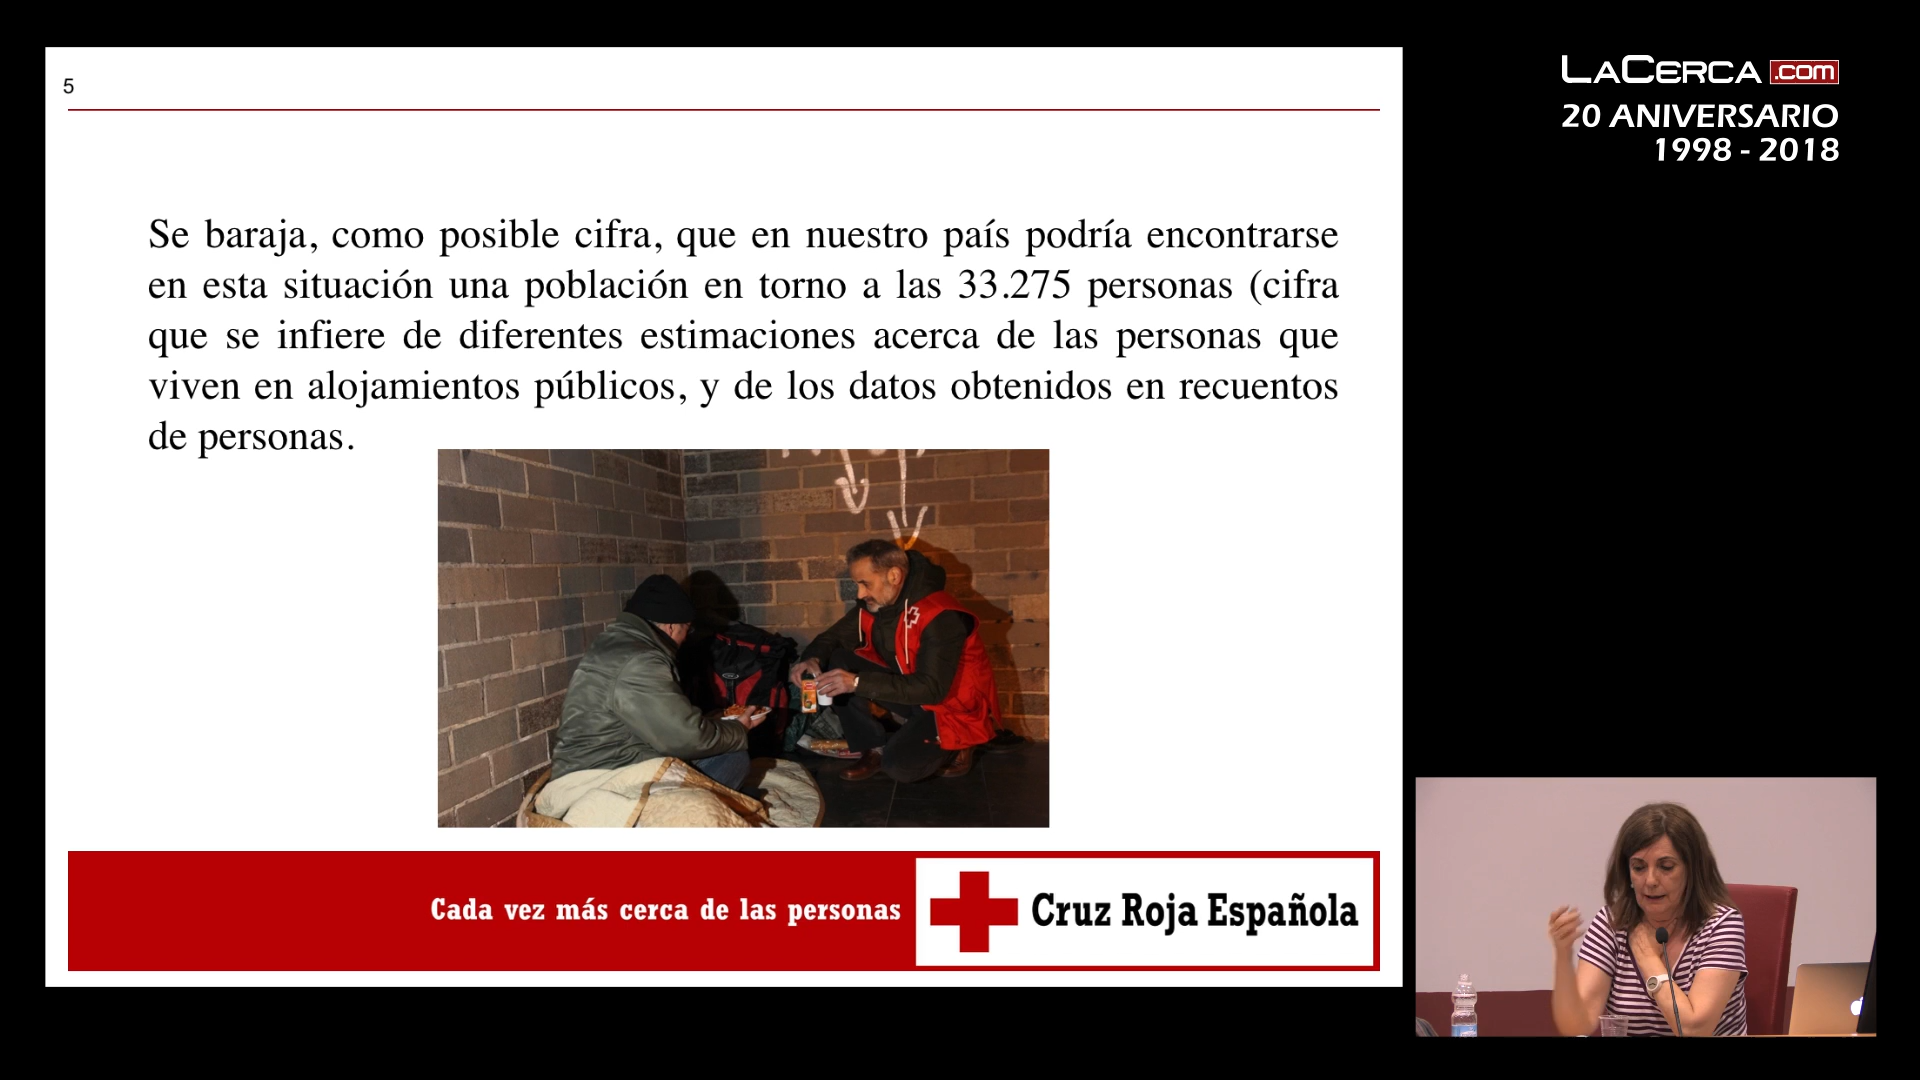 5
Se baraja, como posible cifra, que en nuestro país podría encontrarse
en esta situación una población en torno a las 33.275 personas (cifra
que se infiere de diferentes estimaciones acerca de las personas que
viven en alojamientos públicos, y de los datos obtenidos en recuentos
de personas.
Cada vez más cerca de las personas
Cruz Roja Española
LACERCA.com
20 ANIVERSARIO
1998 - 2018